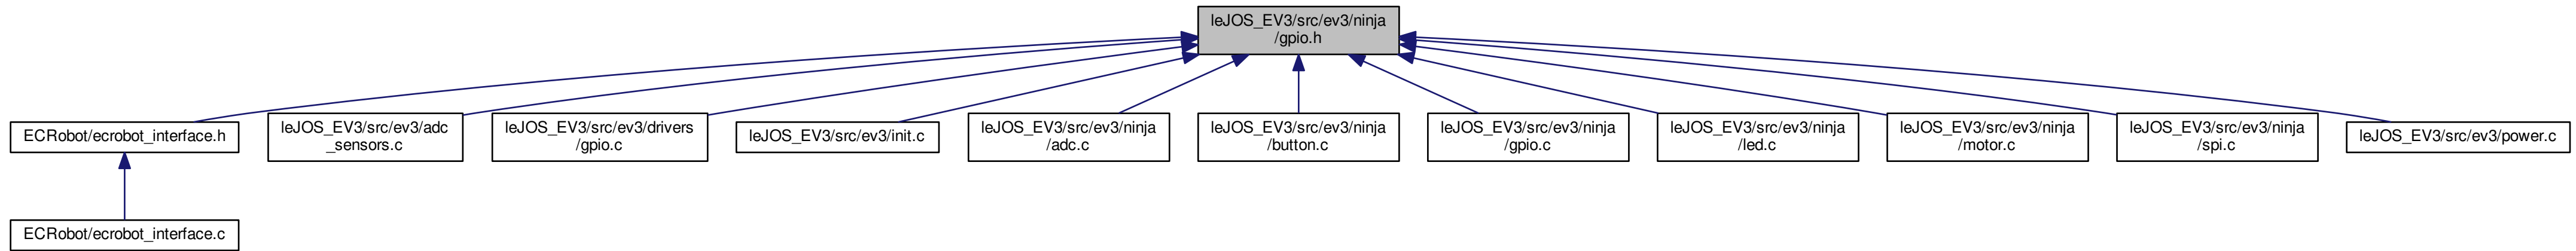 leJOS_EV3/src/ev3/ninja
/gpio.h
ECRobot/ecrobot_interface.h
leJOS_EV3/src/ev3/adc
_sensors.c
leJOS_EV3/src/ev3/drivers
/gpio.c
leJOS_EV3/src/ev3/init.c
leJOS_EV3/src/ev3/ninja
/adc.c
leJOS_EV3/src/ev3/ninja
/button.c
leJOS_EV3/src/ev3/ninja
/gpio.c
leJOS_EV3/src/ev3/ninja
/led.c
leJOS_EV3/src/ev3/ninja
/motor.c
leJOS_EV3/src/ev3/ninja
/spi.c
leJOS_EV3/src/ev3/power.c
ECRobot/ecrobot_interface.c